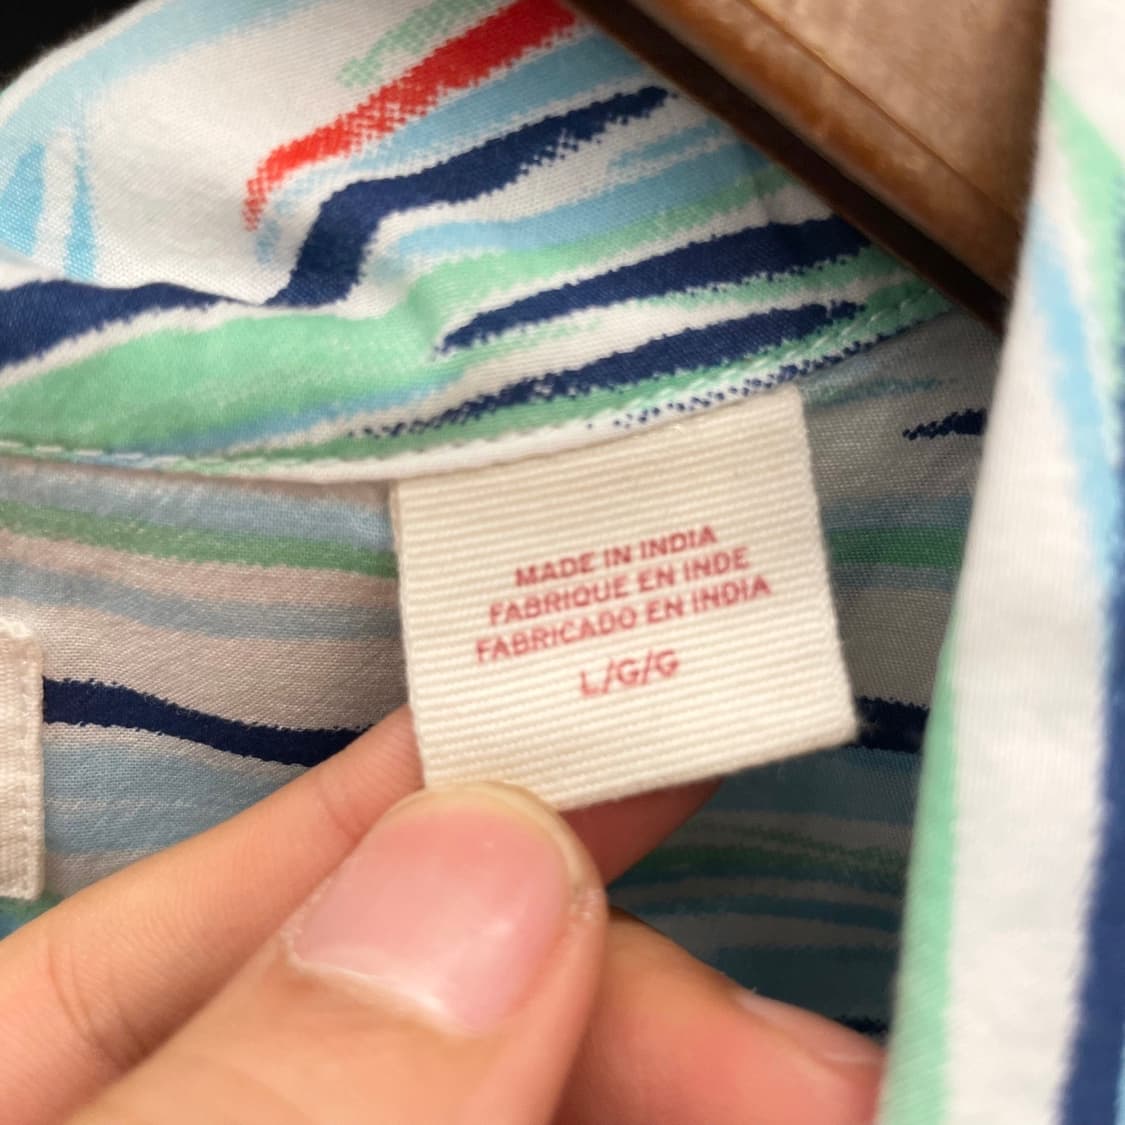 MADE IN INDIA
FABRIQUE EN INDE
FABRICADO EN INDIA
L/G/G